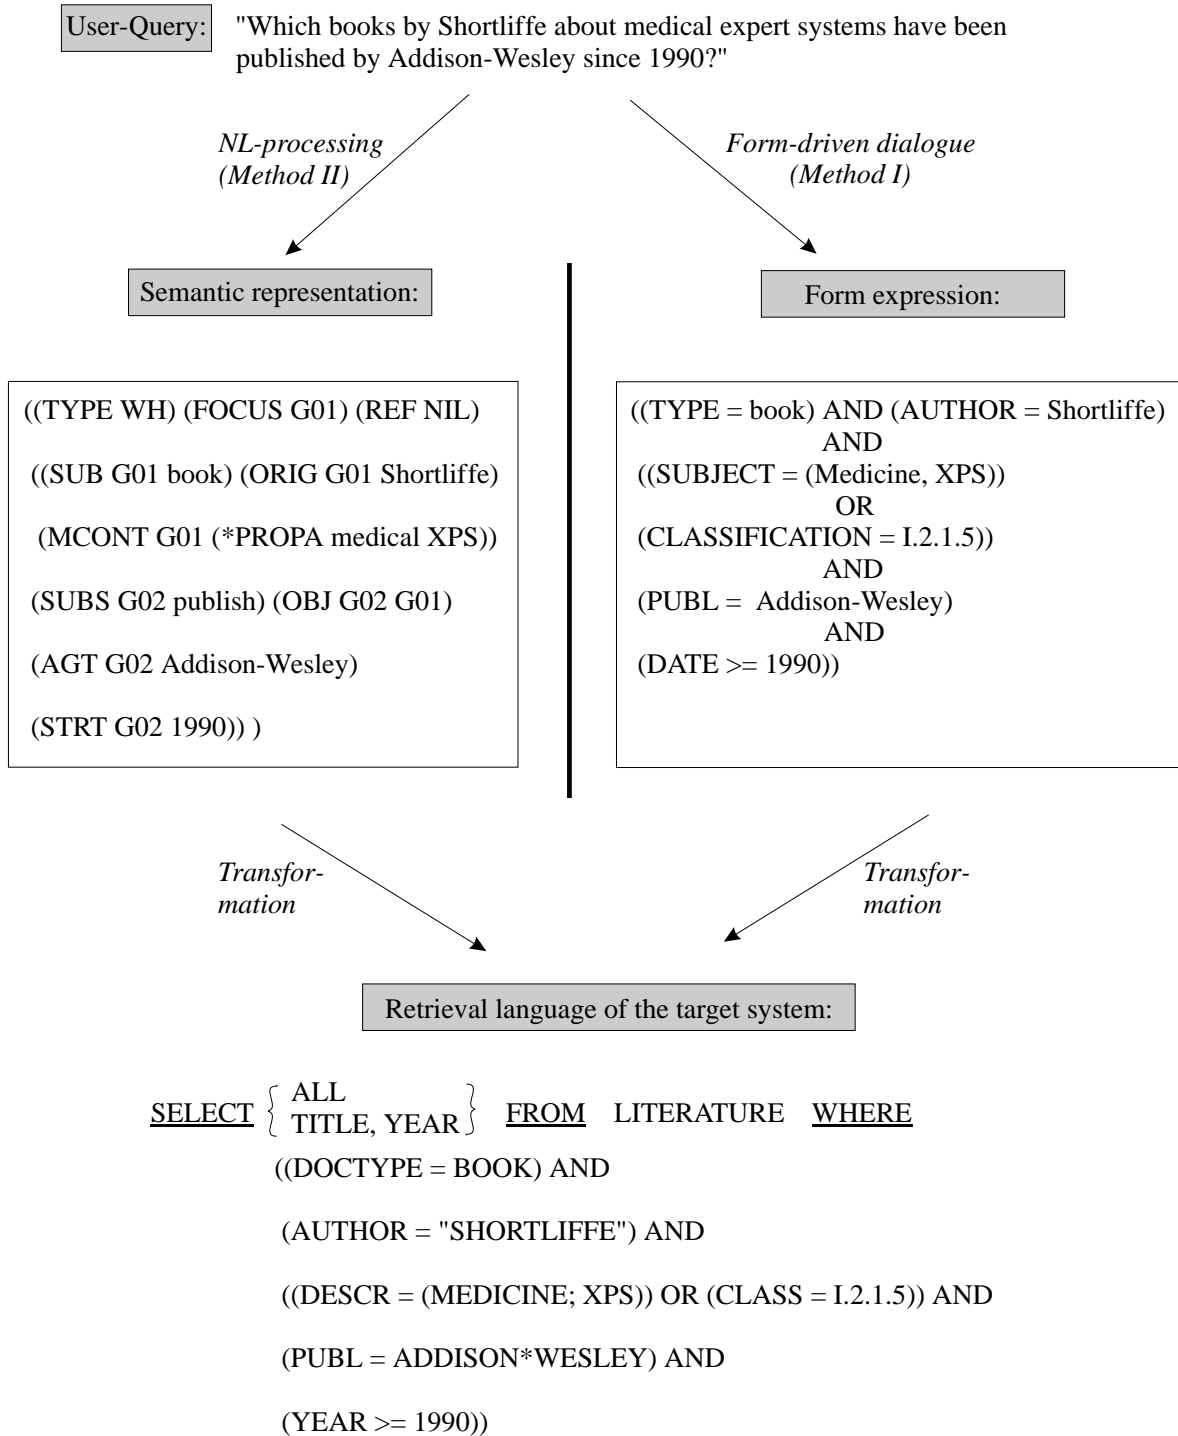 User-Query:
"Which books by Shortliffe about medical expert systems have been
published by Addison-Wesley since 1990?"
NL-processing
(Method II)
Form-driven dialogue
(Method I)
Semantic representation:
((TYPE WH) (FOCUS G01) (REF NIL)
((SUB G01 book) (ORIG G01 Shortliffe)
(MCONT G01 (*PROPA medical XPS))
(SUBS G02 publish) (OBJ G02 G01)
(AGT G02 Addison-Wesley)
(STRT G02 1990)) )
Form expression:
((TYPE = book) AND (AUTHOR = Shortliffe)
AND
((SUBJECT = (Medicine, XPS))
OR
(CLASSIFICATION = I.2.1.5))
AND
(PUBL = Addison-Wesley)
AND
(DATE >= 1990))
Transfor-
mation
Transfor-
mation
Retrieval language of the target system:
SELECT { ALL
TITLE, YEAR } FROM LITERATURE WHERE
((DOCTYPE = BOOK) AND
(AUTHOR = "SHORTLIFFE") AND
((DESCR = (MEDICINE; XPS)) OR (CLASS = I.2.1.5)) AND
(PUBL = ADDISON*WESLEY) AND
(YEAR >= 1990))